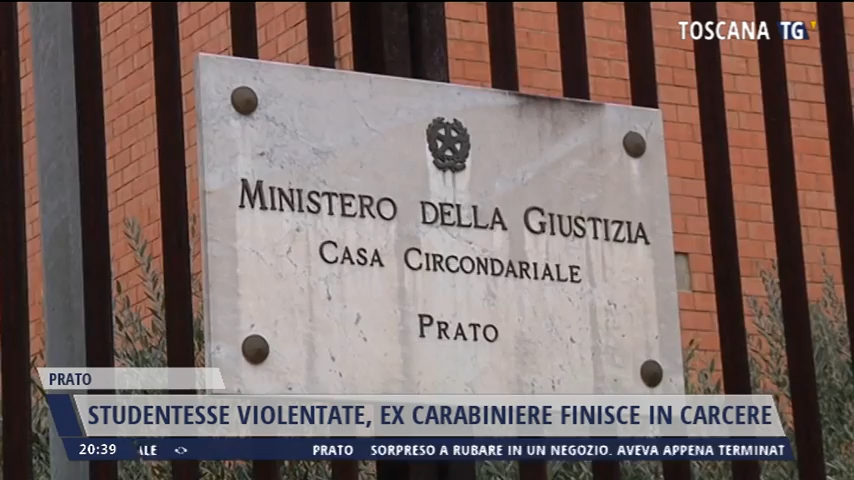 TOSCANA TG
MINISTERO DELLA GIUSTIZIA
CASA CIRCONDARIALE
PRATO
PRATO
STUDENTESSE VIOLENTATE, EX CARABINIERE FINISCE IN CARCERE
20:39 ALE PRATO SORPRESO A RUBARE IN UN NEGOZIO. AVEVA APPENA TERMINAT